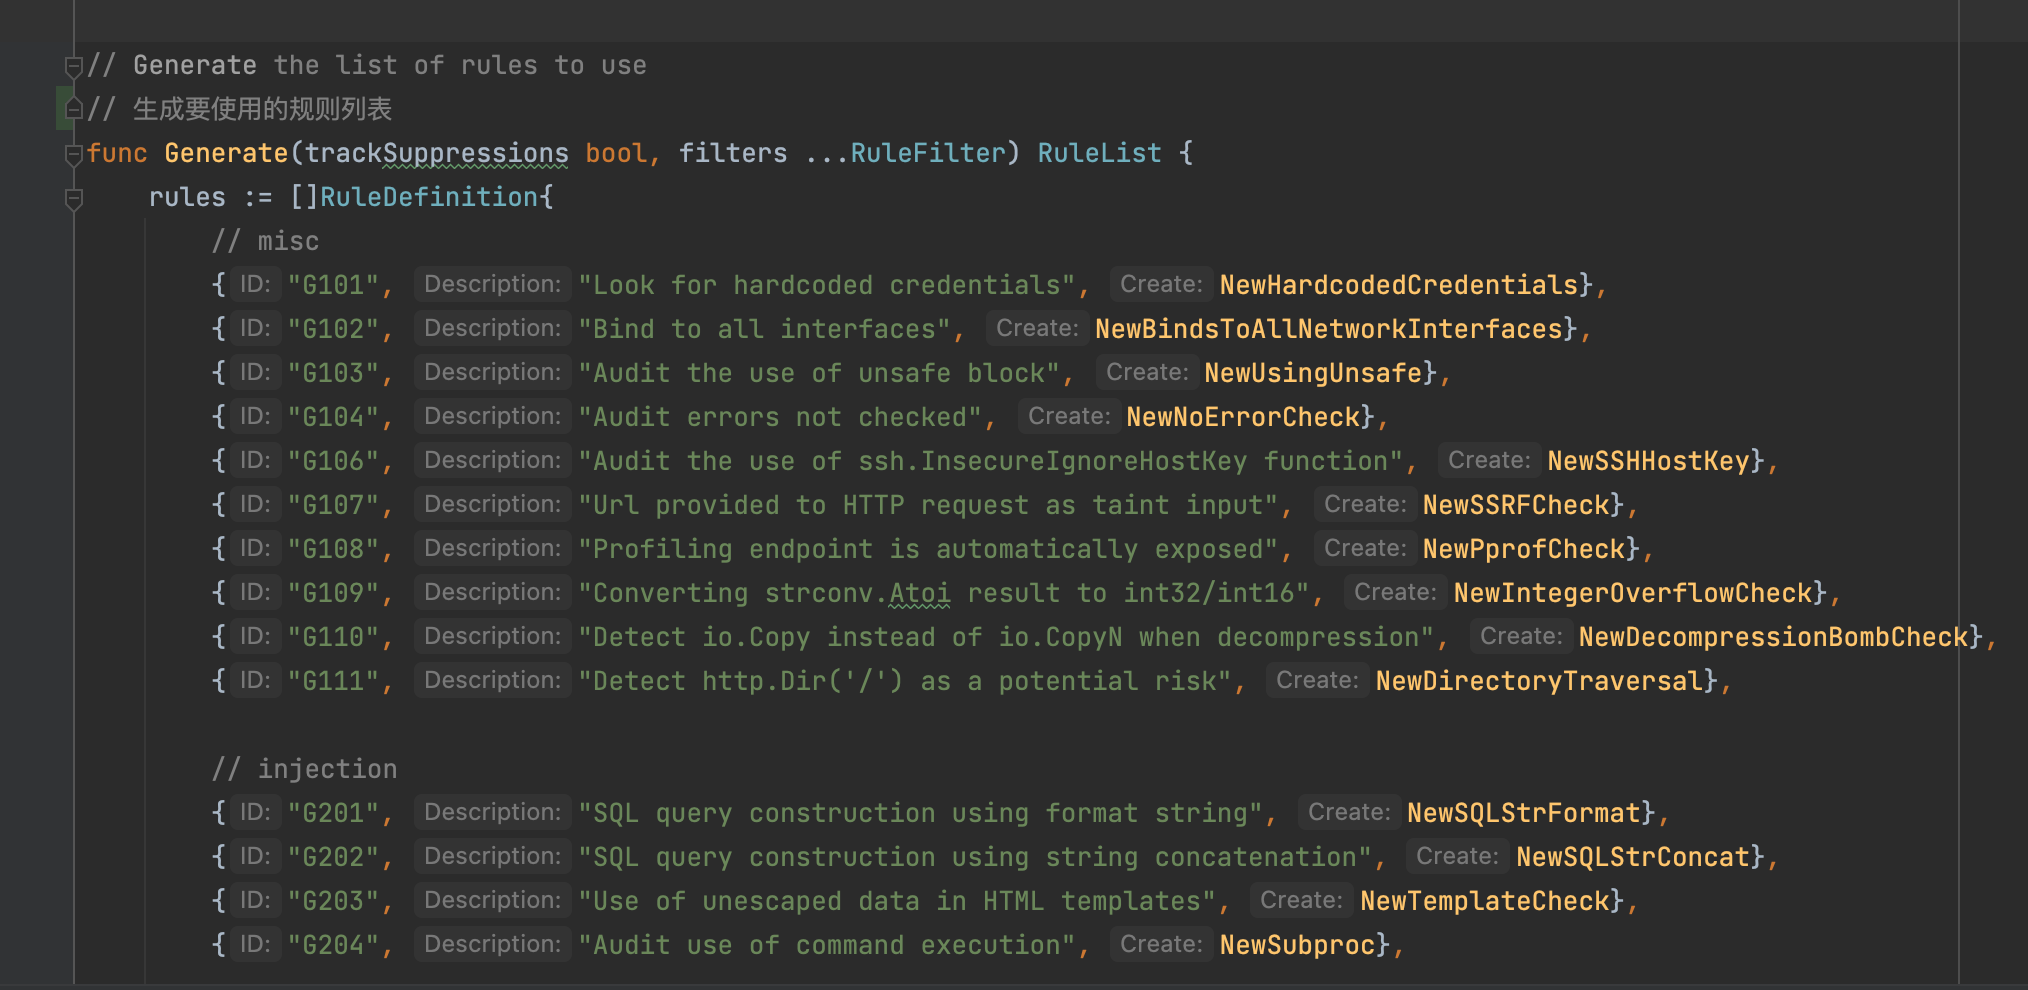 // Generate the list of rules to use
// 生成要使用的规则列表
func Generate(trackSuppressions bool, filters ...RuleFilter) RuleList {
rules := []RuleDefinition{
// misc
{ ID: "G101", Description: "Look for hardcoded credentials", Create: NewHardcodedCredentials},
{ ID: "G102", Description: "Bind to all interfaces", Create: NewBindsToAllNetworkInterfaces},
{ ID: "G103", Description: "Audit the use of unsafe block", Create: NewUsingUnsafe},
{ ID: "G104", Description: "Audit errors not checked", Create: NewNoErrorCheck},
{ ID: "G106", Description: "Audit the use of ssh.InsecureIgnoreHostKey function", Create: NewSSHHostKey},
{ ID: "G107", Description: "Url provided to HTTP request as taint input", Create: NewSSRFCheck},
{ ID: "G108", Description: "Profiling endpoint is automatically exposed", Create: NewPprofCheck},
{ ID: "G109", Description: "Converting strconv.Atoi result to int32/int16", Create: NewIntegerOverflowCheck},
{ ID: "G110", Description: "Detect io.Copy instead of io.CopyN when decompression", Create: NewDecompressionBombCheck},
{ ID: "G111", Description: "Detect http.Dir('/') as a potential risk", Create: NewDirectoryTraversal},
// injection
{ ID: "G201", Description: "SQL query construction using format string", Create: NewSQLStrFormat},
{ ID: "G202", Description: "SQL query construction using string concatenation", Create: NewSQLStrConcat},
{ ID: "G203", Description: "Use of unescaped data in HTML templates", Create: NewTemplateCheck},
{ ID: "G204", Description: "Audit use of command execution", Create: NewSubproc},